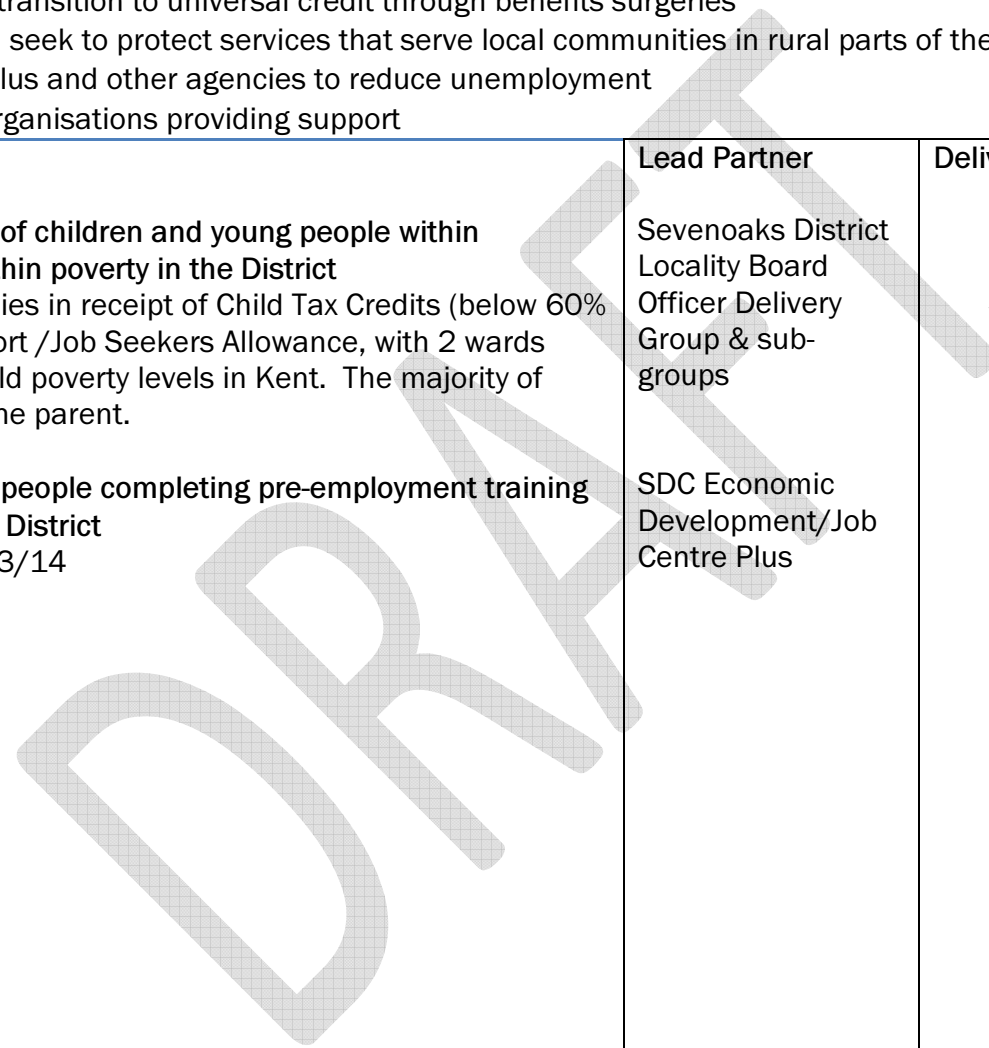 transition to universal credit through benefits surgeries
seek to protect services that serve local communities in rural parts of the
lus and other agencies to reduce unemployment
rganisations providing support
Lead Partner
Deliv
of children and young people within
thin poverty in the District
ies in receipt of Child Tax Credits (below 60%
ort /Job Seekers Allowance, with 2 wards
ld poverty levels in Kent.  The majority of
ne parent.
Sevenoaks District
Locality Board
Officer Delivery
Group & sub-
groups
people completing pre-employment training
District
3/14
SDC Economic
Development/Job
Centre Plus
DRAFT